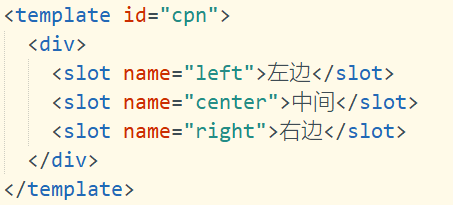 <template id="cpn">
  <div>
    <slot name="left">左边</slot>
    <slot name="center">中间</slot>
    <slot name="right">右边</slot>
  </div>
</template>